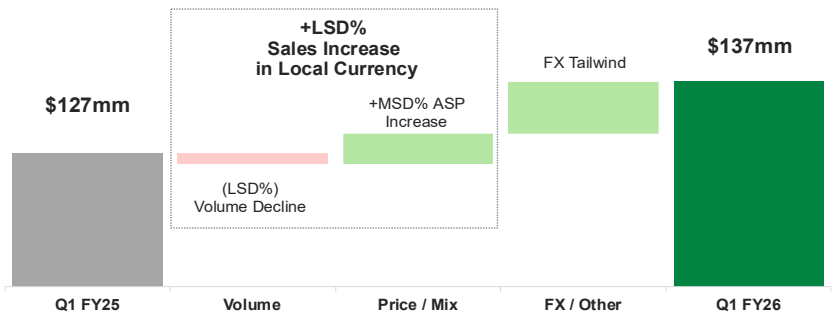 +LSD%
Sales Increase
in Local Currency
$127mm
(LSD%)
Volume Decline
+MSD% ASP
Increase
FX Tailwind
$137mm
Q1 FY25
Volume
Price / Mix
FX / Other
Q1 FY26